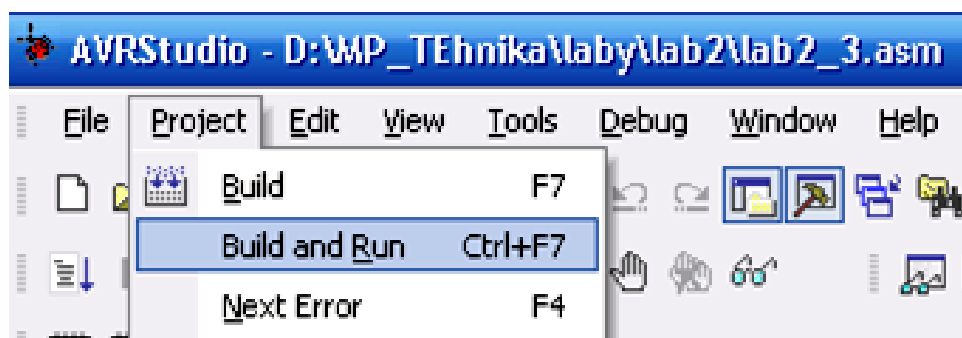 AVRStudio - D:\MP_TEhnika\laby\lab2\lab2_3.asm
File Project Edit View Tools Debug Window Help
Build F7
Build and Run Ctrl+F7
Next Error F4